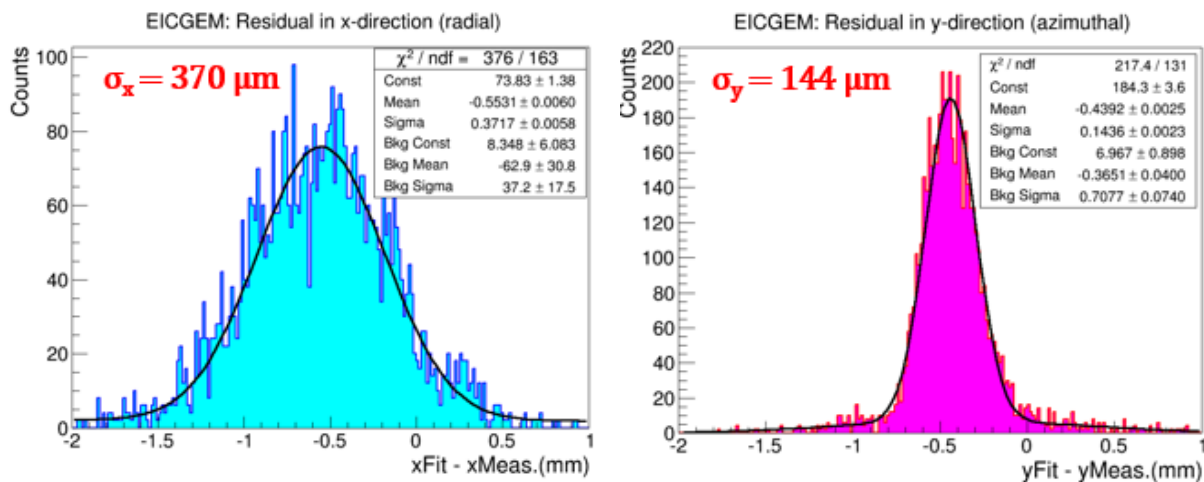 EICGEM: Residual in x-direction (radial)
Counts
σx = 370 μm
χ² / ndf = 376 / 163
Const 73.83 ± 1.38
Mean -0.5531 ± 0.0060
Sigma 0.3717 ± 0.0058
Bkg Const 8.348 ± 6.083
Bkg Mean -62.9 ± 30.8
Bkg Sigma 37.2 ± 17.5
100
80
60
40
20
0
-2 -1.5 -1 -0.5 0 0.5 1
xFit - xMeas.(mm)
EICGEM: Residual in y-direction (azimuthal)
Counts
σy = 144 μm
χ² / ndf 217.4 / 131
Const 184.3 ± 3.6
Mean -0.4392 ± 0.0025
Sigma 0.1436 ± 0.0023
Bkg Const 6.967 ± 0.898
Bkg Mean -0.3651 ± 0.0400
Bkg Sigma 0.7077 ± 0.0740
220
200
180
160
140
120
100
80
60
40
20
0
-2 -1.5 -1 -0.5 0 0.5 1
yFit - yMeas.(mm)